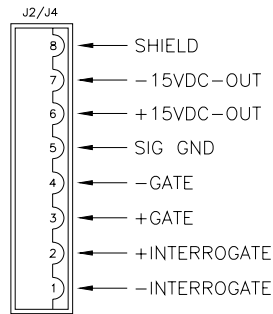 J2/J4
8 SHIELD
7 -15VDC-OUT
6 +15VDC-OUT
5 SIG GND
4 -GATE
3 +GATE
2 +INTERROGATE
1 -INTERROGATE